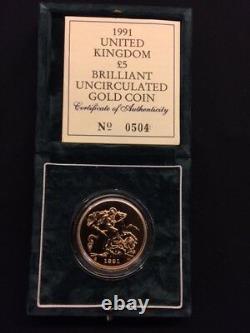 1991
UNITED
KINGDOM
£5
BRILLIANT
UNCIRCULATED
GOLD COIN
Certificate of Authenticity
No 0504
1991